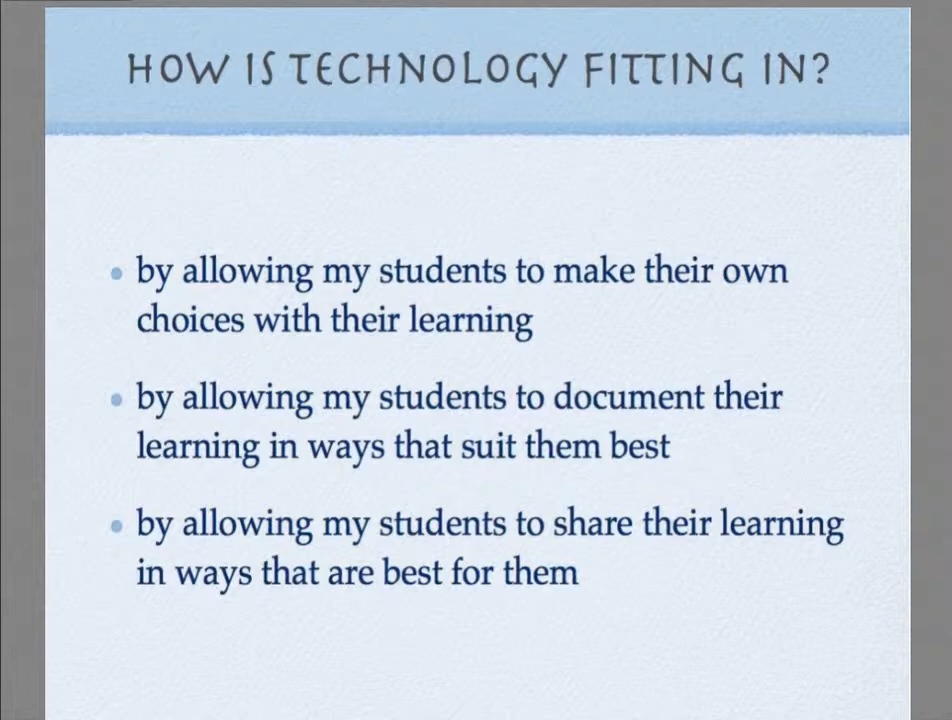 HOW IS TECHNOLOGY FITTING IN?
by allowing my students to make their own
choices with their learning
by allowing my students to document their
learning in ways that suit them best
by allowing my students to share their learning
in ways that are best for them